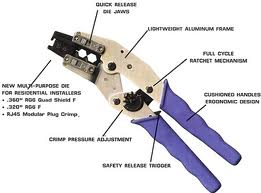 QUICK RELEASE
DIE JAWS
LIGHTWEIGHT ALUMINUM FRAME
FULL CYCLE
RATCHET MECHANISM
NEW MULTI-PURPOSE DIE
FOR RESIDENTIAL INSTALLERS
• .360" RG6 Quad Shield F
• .320" RG6 F
• RJ45 Modular Plug Crimp
CUSHIONED HANDLES
ERGONOMIC DESIGN
CRIMP PRESSURE ADJUSTMENT
SAFETY RELEASE TRIGGER